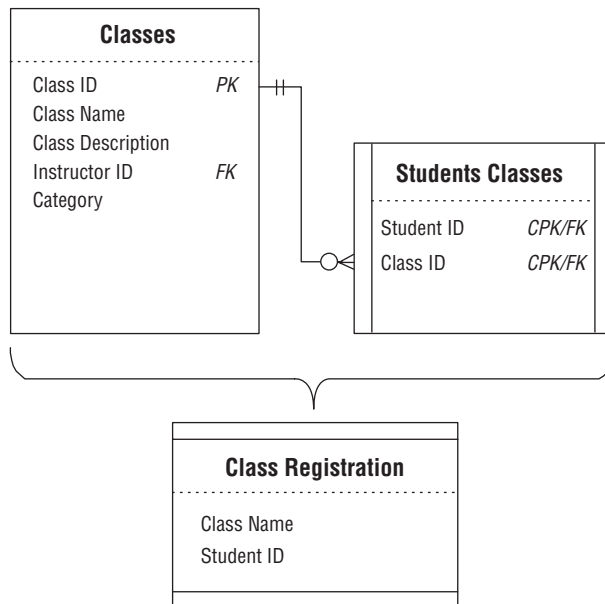 Classes
Class ID PK
Class Name
Class Description
Instructor ID FK
Category
Students Classes
Student ID CPK/FK
Class ID CPK/FK
Class Registration
Class Name
Student ID